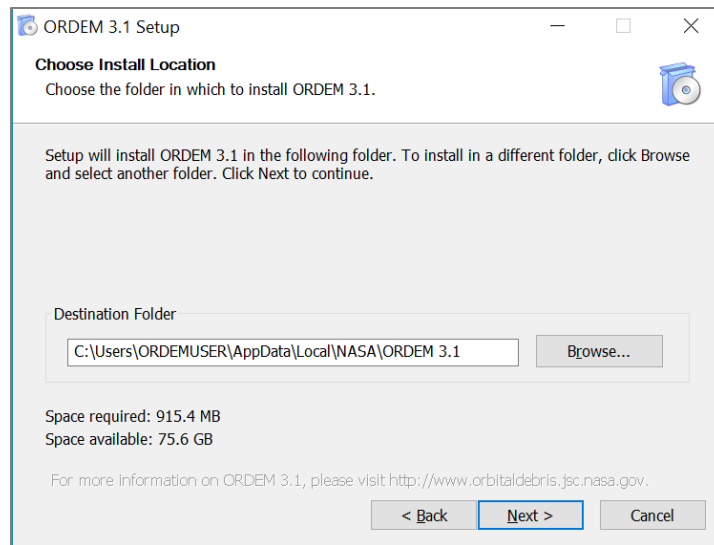 ORDEM 3.1 Setup
Choose Install Location
Choose the folder in which to install ORDEM 3.1.
Setup will install ORDEM 3.1 in the following folder. To install in a different folder, click Browse
and select another folder. Click Next to continue.
Destination Folder
C:\Users\ORDEMUSER\AppData\Local\NASA\ORDEM 3.1
Browse...
Space required: 915.4 MB
Space available: 75.6 GB
For more information on ORDEM 3.1, please visit http://www.orbitaldebris.jsc.nasa.gov.
< Back Next > Cancel